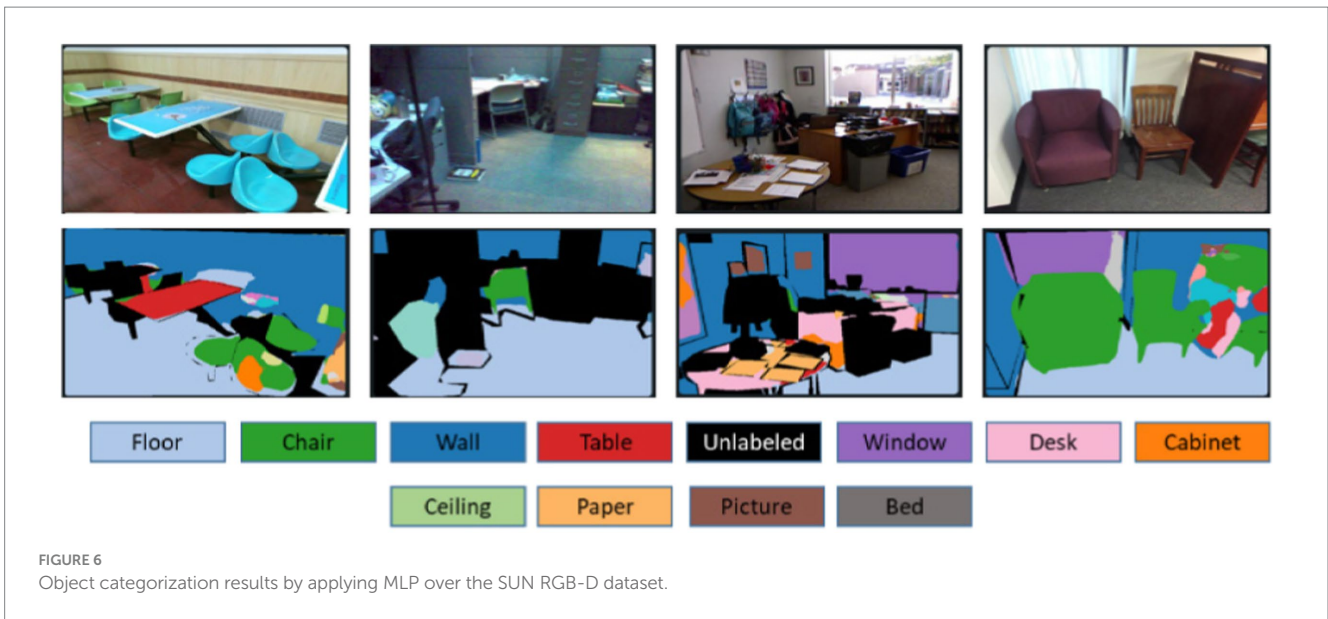 Floor Chair Wall Table Unlabeled Window Desk Cabinet
Ceiling Paper Picture Bed
FIGURE 6
Object categorization results by applying MLP over the SUN RGB-D dataset.